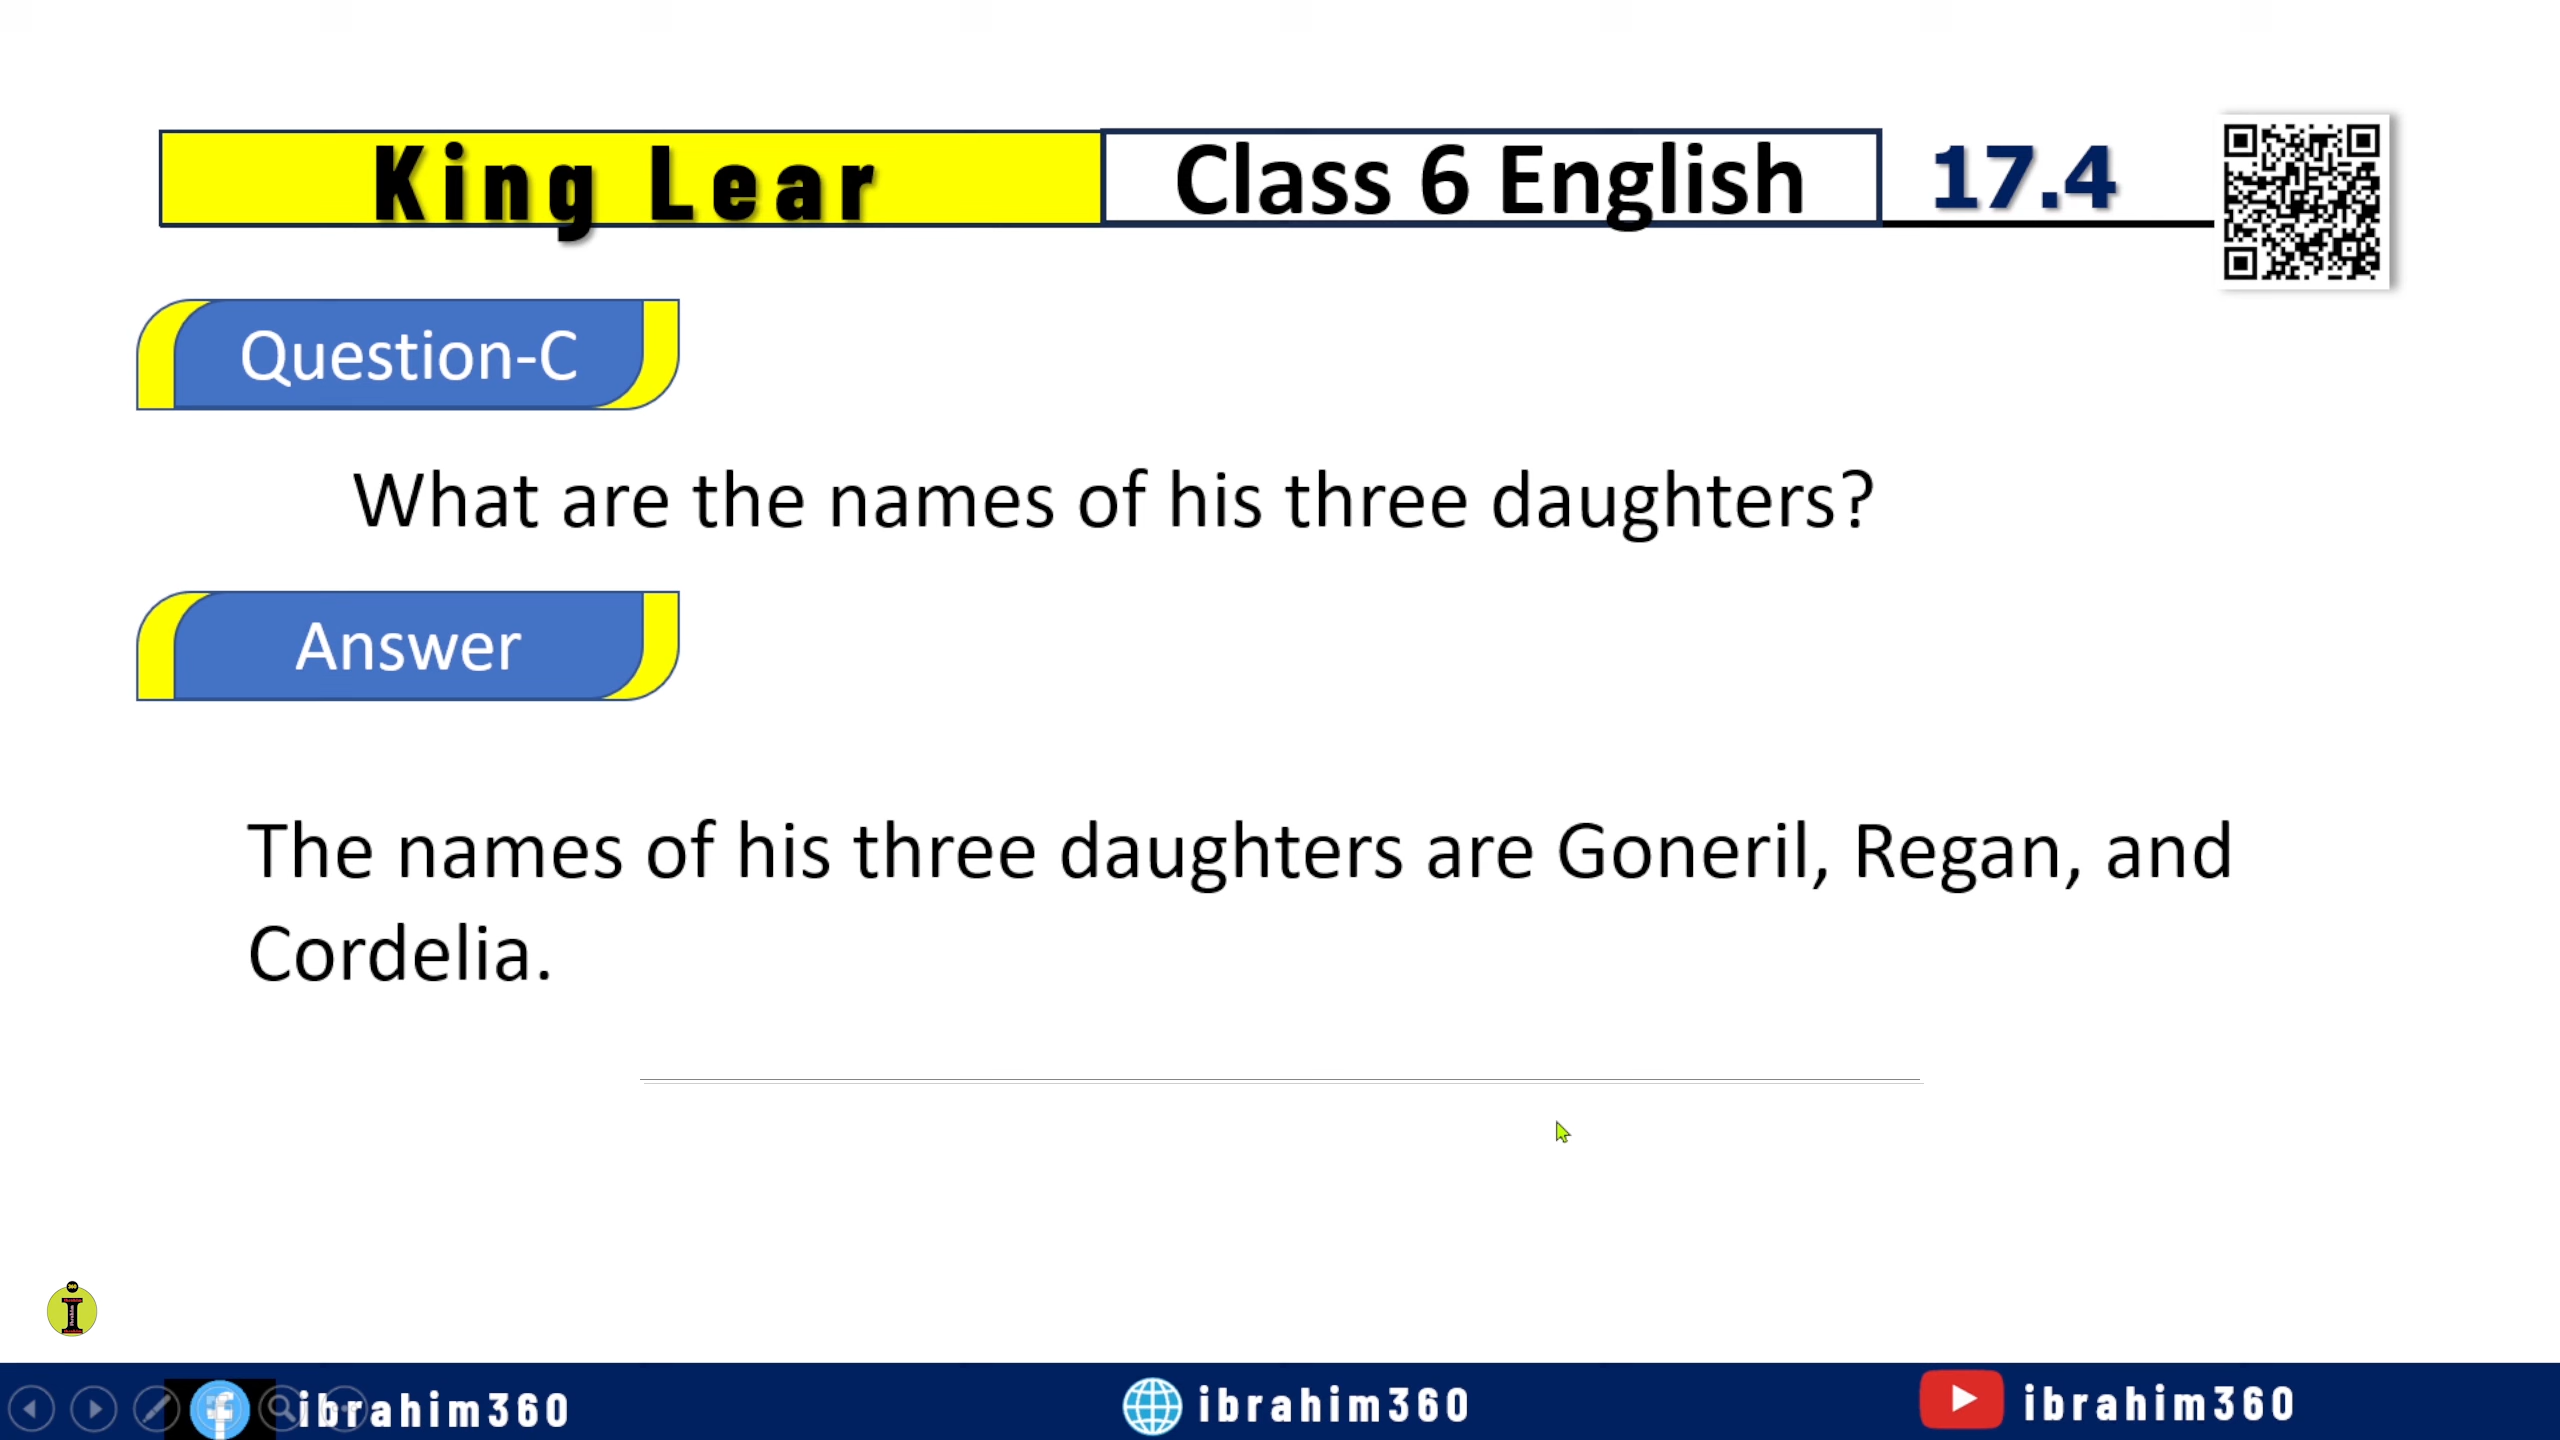 King Lear Class 6 English 17.4
Question-C
What are the names of his three daughters?
Answer
The names of his three daughters are Goneril, Regan, and
Cordelia.
ibrahim360 ibrahim360 ibrahim360